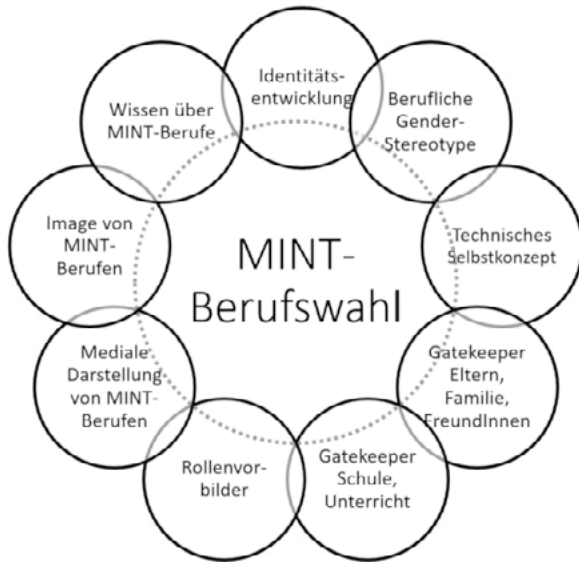 Identitäts-
entwicklung
Berufliche
Gender-
Stereotype
Technisches
Selbstkonzept
Gatekeeper
Eltern,
Familie,
FreundInnen
Gatekeeper
Schule,
Unterricht
Rollenvor-
bilder
Mediale
Darstellung
von MINT-
Berufen
Image von
MINT-
Berufen
Wissen über
MINT-Berufe
MINT-
Berufswahl